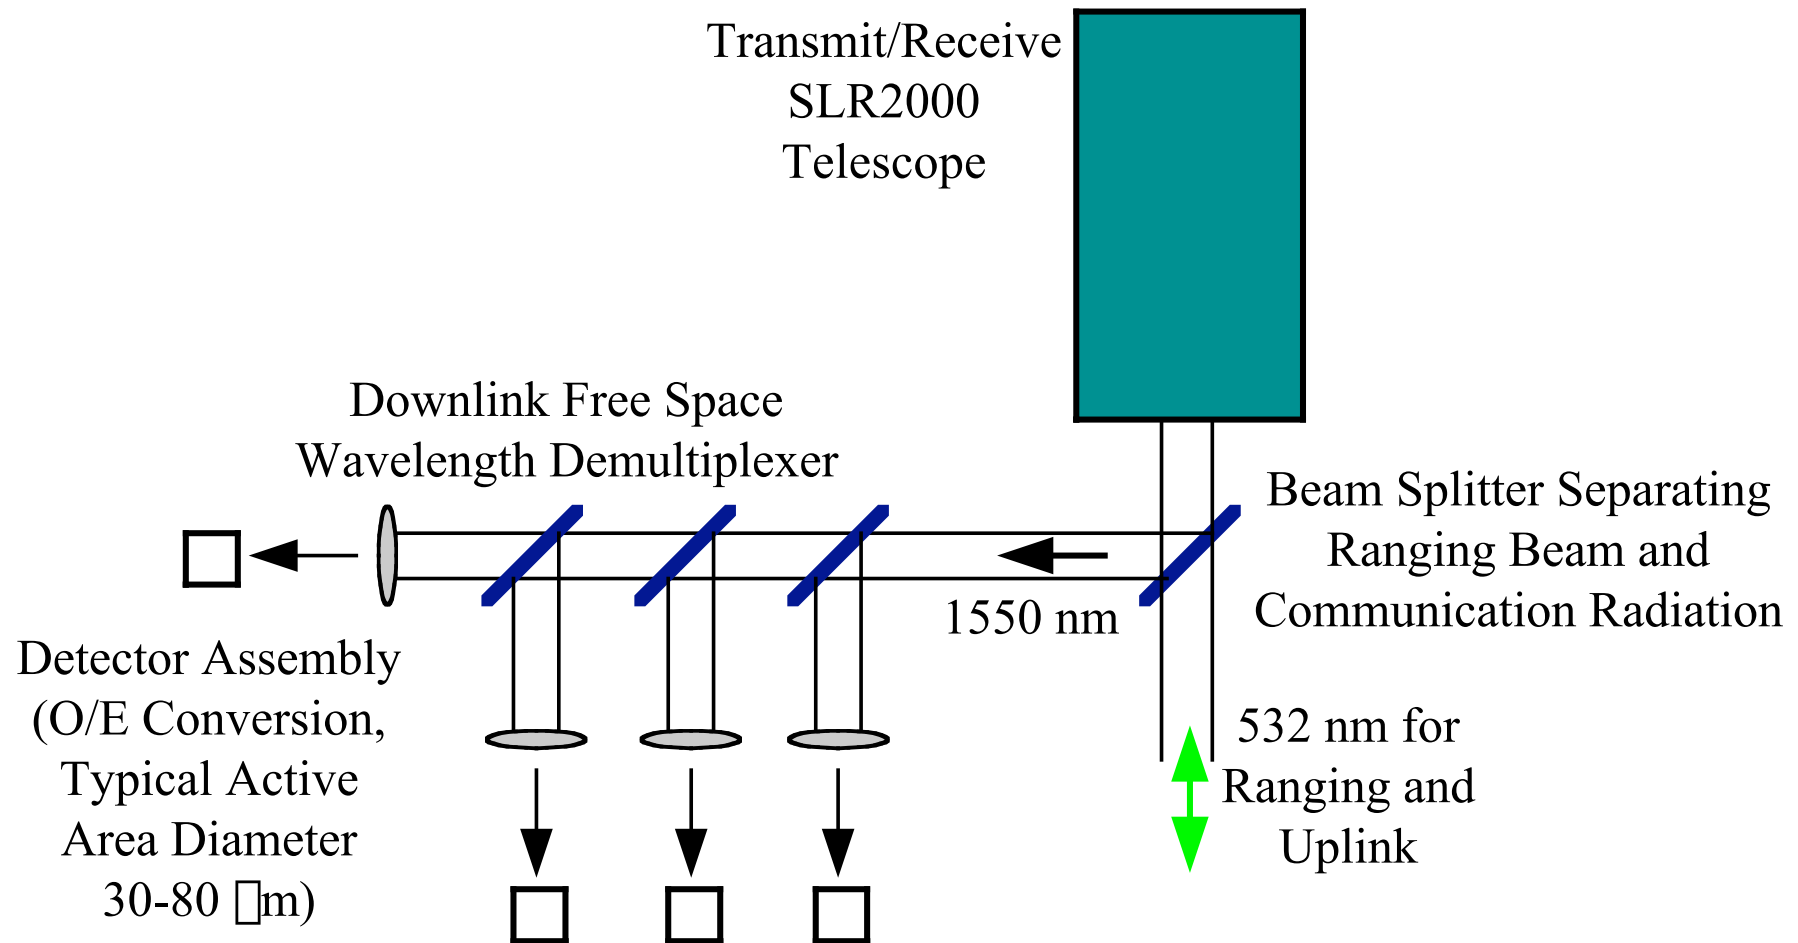 Transmit/Receive
SLR2000
Telescope
Downlink Free Space
Wavelength Demultiplexer
Beam Splitter Separating
Ranging Beam and
Communication Radiation
1550 nm
Detector Assembly
(O/E Conversion,
Typical Active
Area Diameter
30-80 □m)
532 nm for
Ranging and
Uplink